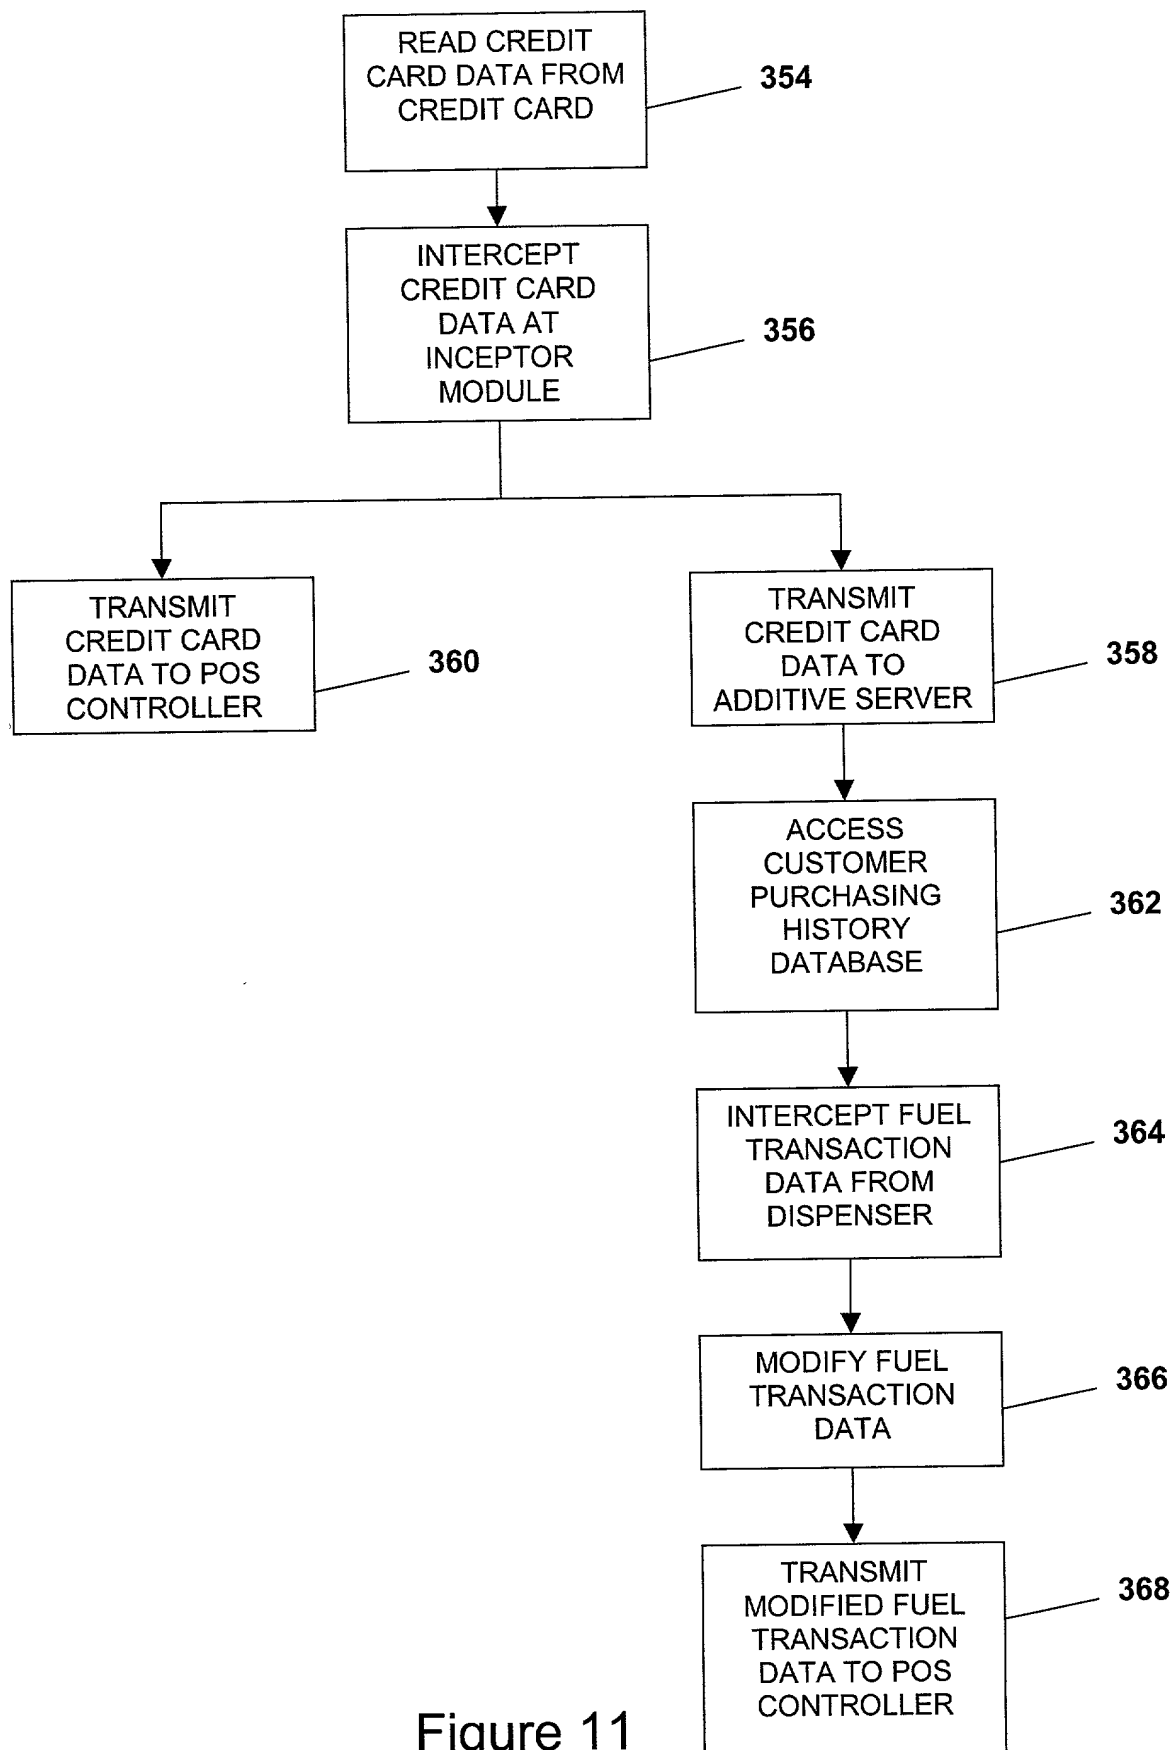 READ CREDIT
CARD DATA FROM
CREDIT CARD
354
INTERCEPT
CREDIT CARD
DATA AT
INCEPTOR
MODULE
356
TRANSMIT
CREDIT CARD
DATA TO POS
CONTROLLER
360
TRANSMIT
CREDIT CARD
DATA TO
ADDITIVE SERVER
358
ACCESS
CUSTOMER
PURCHASING
HISTORY
DATABASE
362
INTERCEPT FUEL
TRANSACTION
DATA FROM
DISPENSER
364
MODIFY FUEL
TRANSACTION
DATA
366
TRANSMIT
MODIFIED FUEL
TRANSACTION
DATA TO POS
CONTROLLER
368
Figure 11